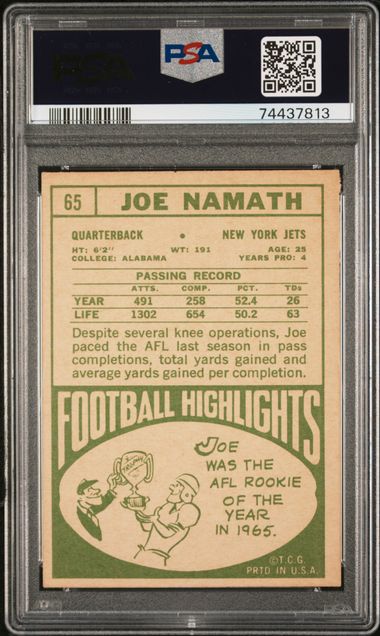 PSA
74437813
65 JOE NAMATH
QUARTERBACK • NEW YORK JETS
HT: 6'2" WT: 191 AGE: 25
COLLEGE: ALABAMA YEARS PRO: 4
PASSING RECORD
ATTS. COMP. PCT. TDs
YEAR 491 258 52.4 26
LIFE 1302 654 50.2 63
Despite several knee operations, Joe
paced the AFL last season in pass
completions, total yards gained and
average yards gained per completion.
FOOTBALL HIGHLIGHTS
JOE
WAS THE
AFL ROOKIE
OF THE
YEAR
IN 1965.
©T.C.G.
PRTD IN U.S.A.